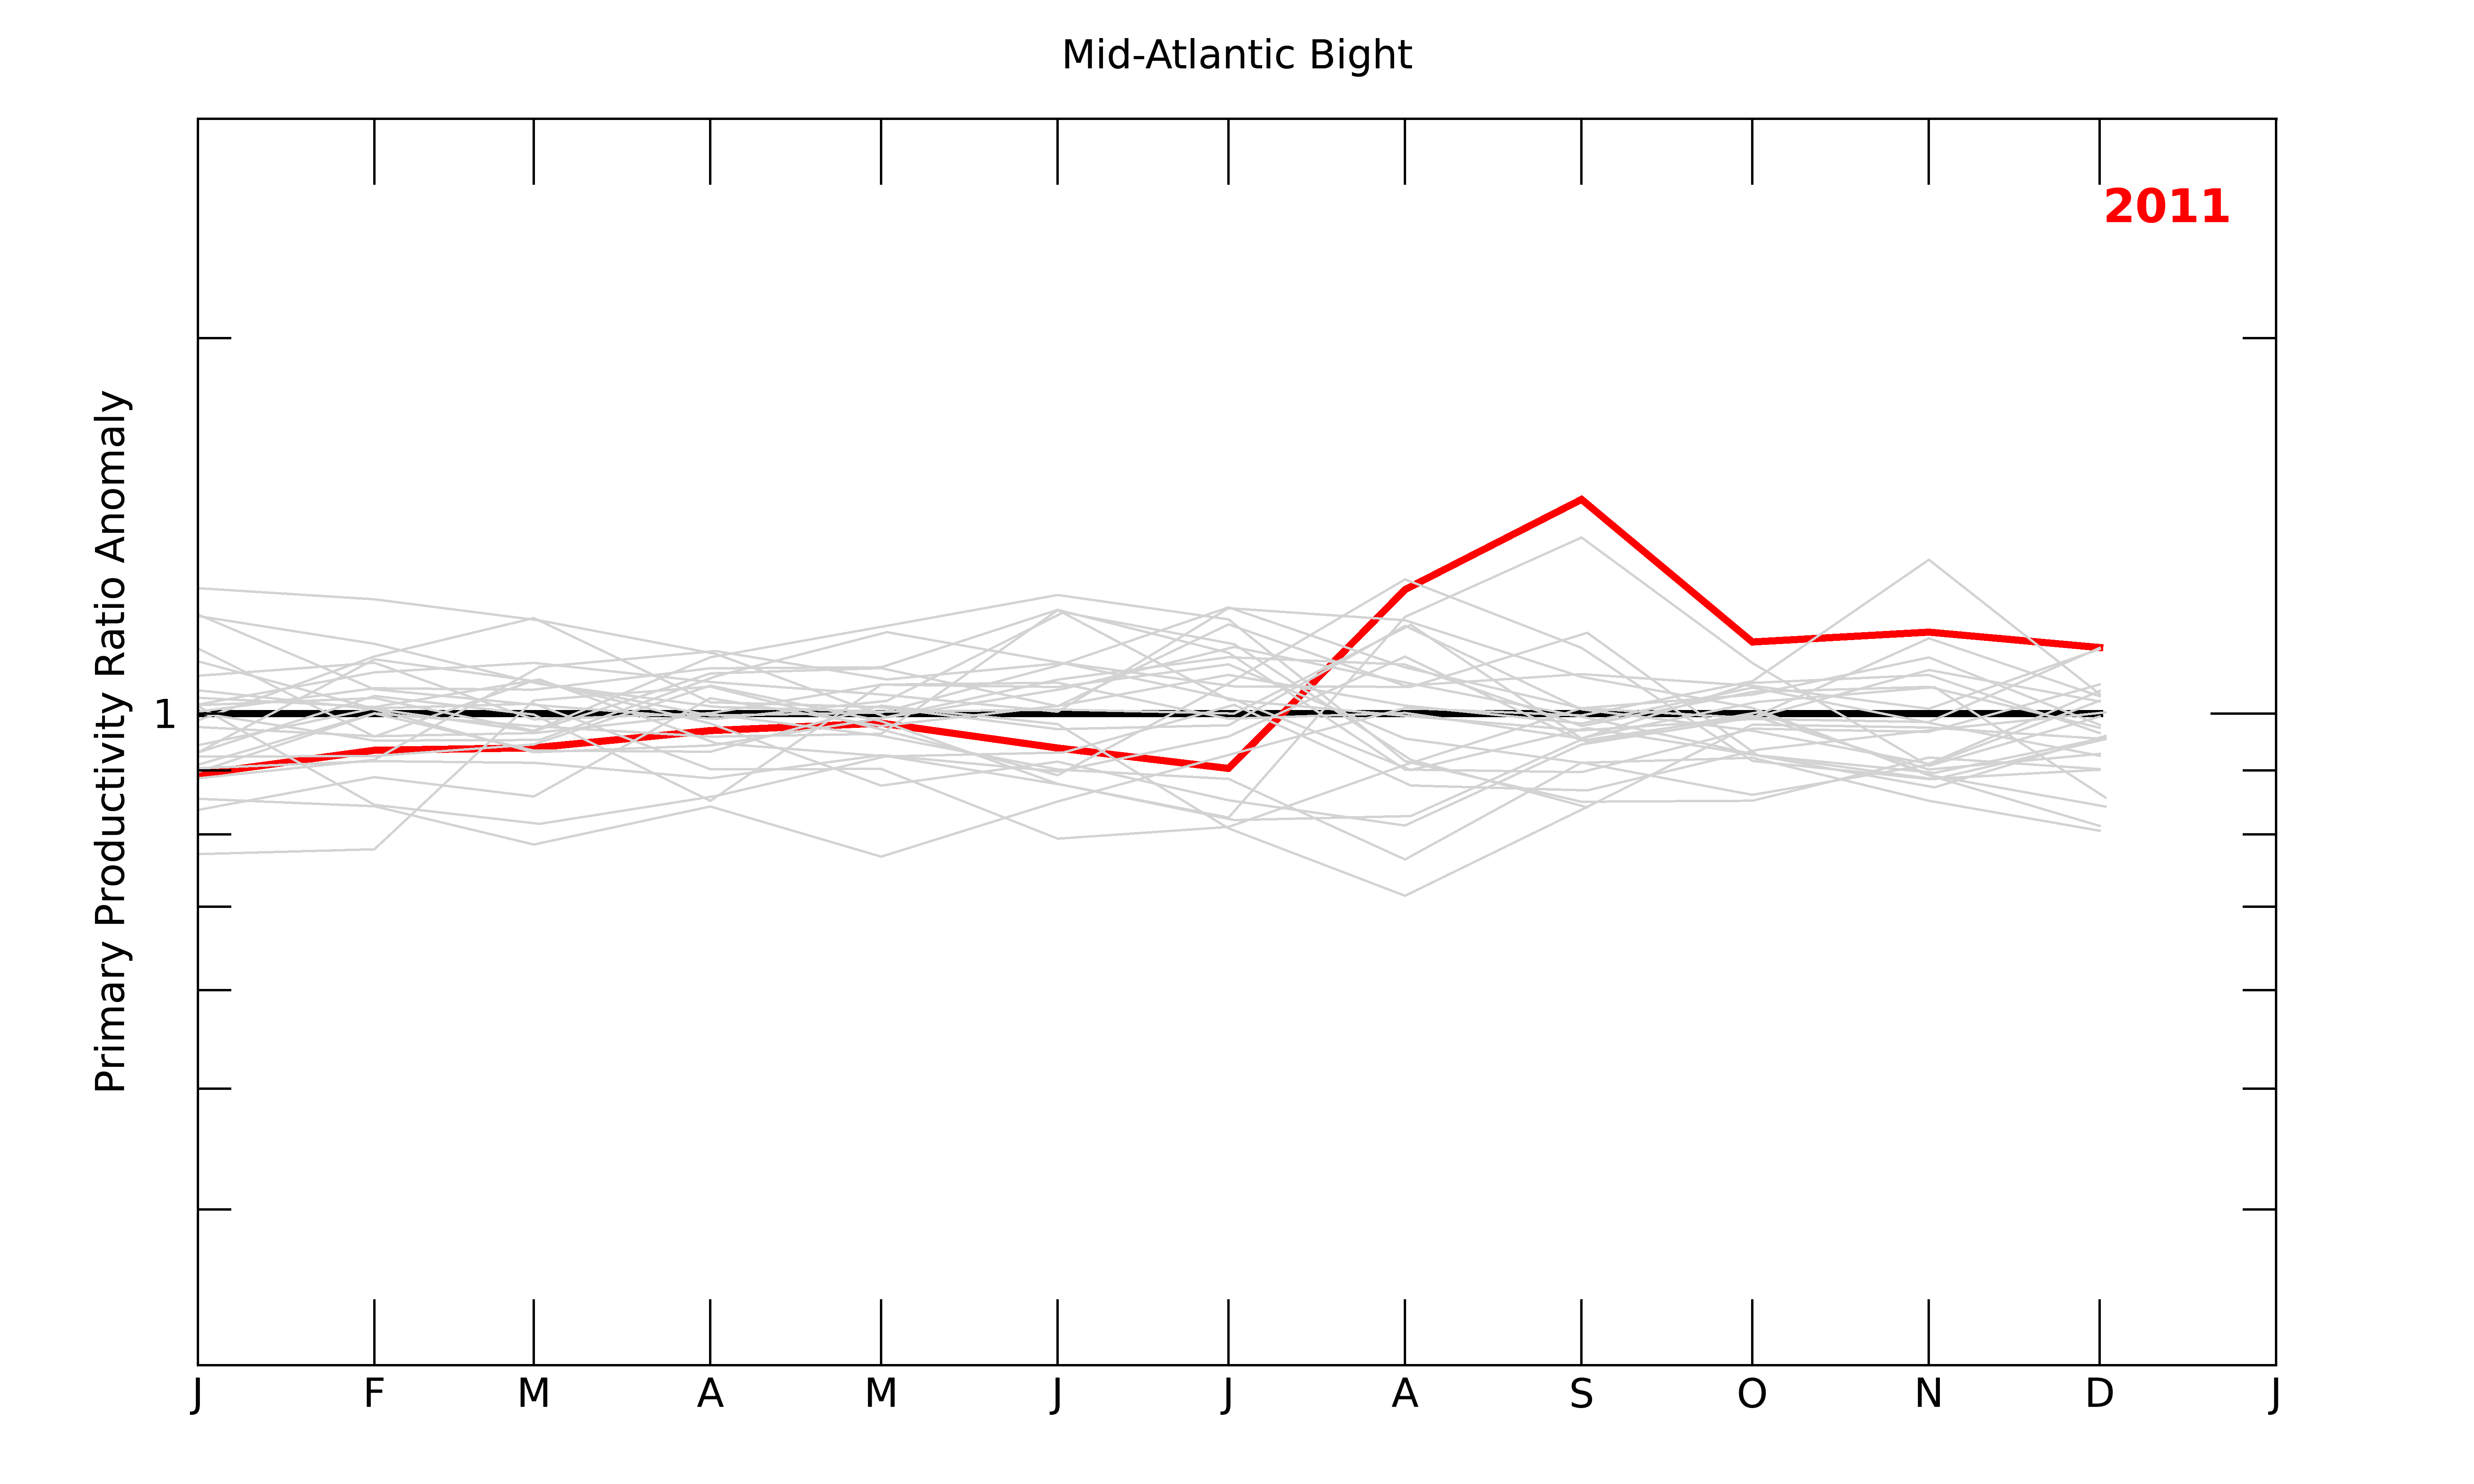 Mid-Atlantic Bight
2011
Primary Productivity Ratio Anomaly
1
J F M A M J J A S O N D J